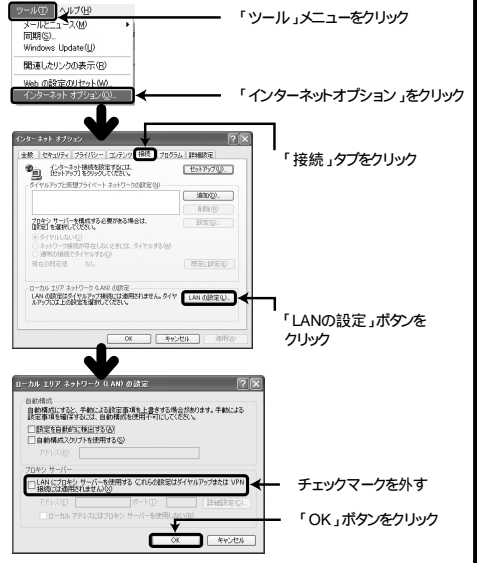 ツール(T) ヘルプ(H)
「ツール」メニューをクリック
メールとニュース(M)
同期(S)...
Windows Update(U)
関連したリンクの表示(R)
Web の設定のリセット(W)...
インターネット オプション(O)...
「インターネットオプション」をクリック
インターネット オプション
全般 セキュリティ プライバシー コンテンツ 接続 プログラム 詳細設定
「接続」タブをクリック
インターネット接続を設定するには、
[セットアップ] をクリックしてください。
セットアップ(U)...
ダイヤルアップと仮想プライベート ネットワークの設定(N)
追加(D)...
削除(R)
プロキシ サーバーを構成する必要がある場合は、
[設定] を選択してください。
設定(S)...
ダイヤルしない(C)
ネットワーク接続が存在しないときには、ダイヤルする(W)
通常の接続でダイヤルする(O)
現在の既定値 なし
既定に設定(E)
ローカル エリア ネットワーク (LAN) の設定
LAN の設定はダイヤルアップ接続には適用されません。ダイヤ
ルアップには上の設定を選択してください。
LAN の設定(L)...
「LANの設定」ボタンを
クリック
OK キャンセル 適用(A)
ローカル エリア ネットワーク (LAN) の設定
自動構成
自動構成にすると、手動による設定事項を上書きする場合があります。手動による
設定事項を確保するには、自動構成を使用不可にしてください。
設定を自動的に検出する(A)
自動構成スクリプトを使用する(S)
アドレス(R):
プロキシ サーバー
LAN にプロキシ サーバーを使用する (これらの設定はダイヤルアップまたは VPN
接続には適用されません)(X)
チェックマークを外す
アドレス(E): ポート(T): 詳細設定(C)...
ローカル アドレスにはプロキシ サーバーを使用しない(B)
「OK」ボタンをクリック
OK キャンセル